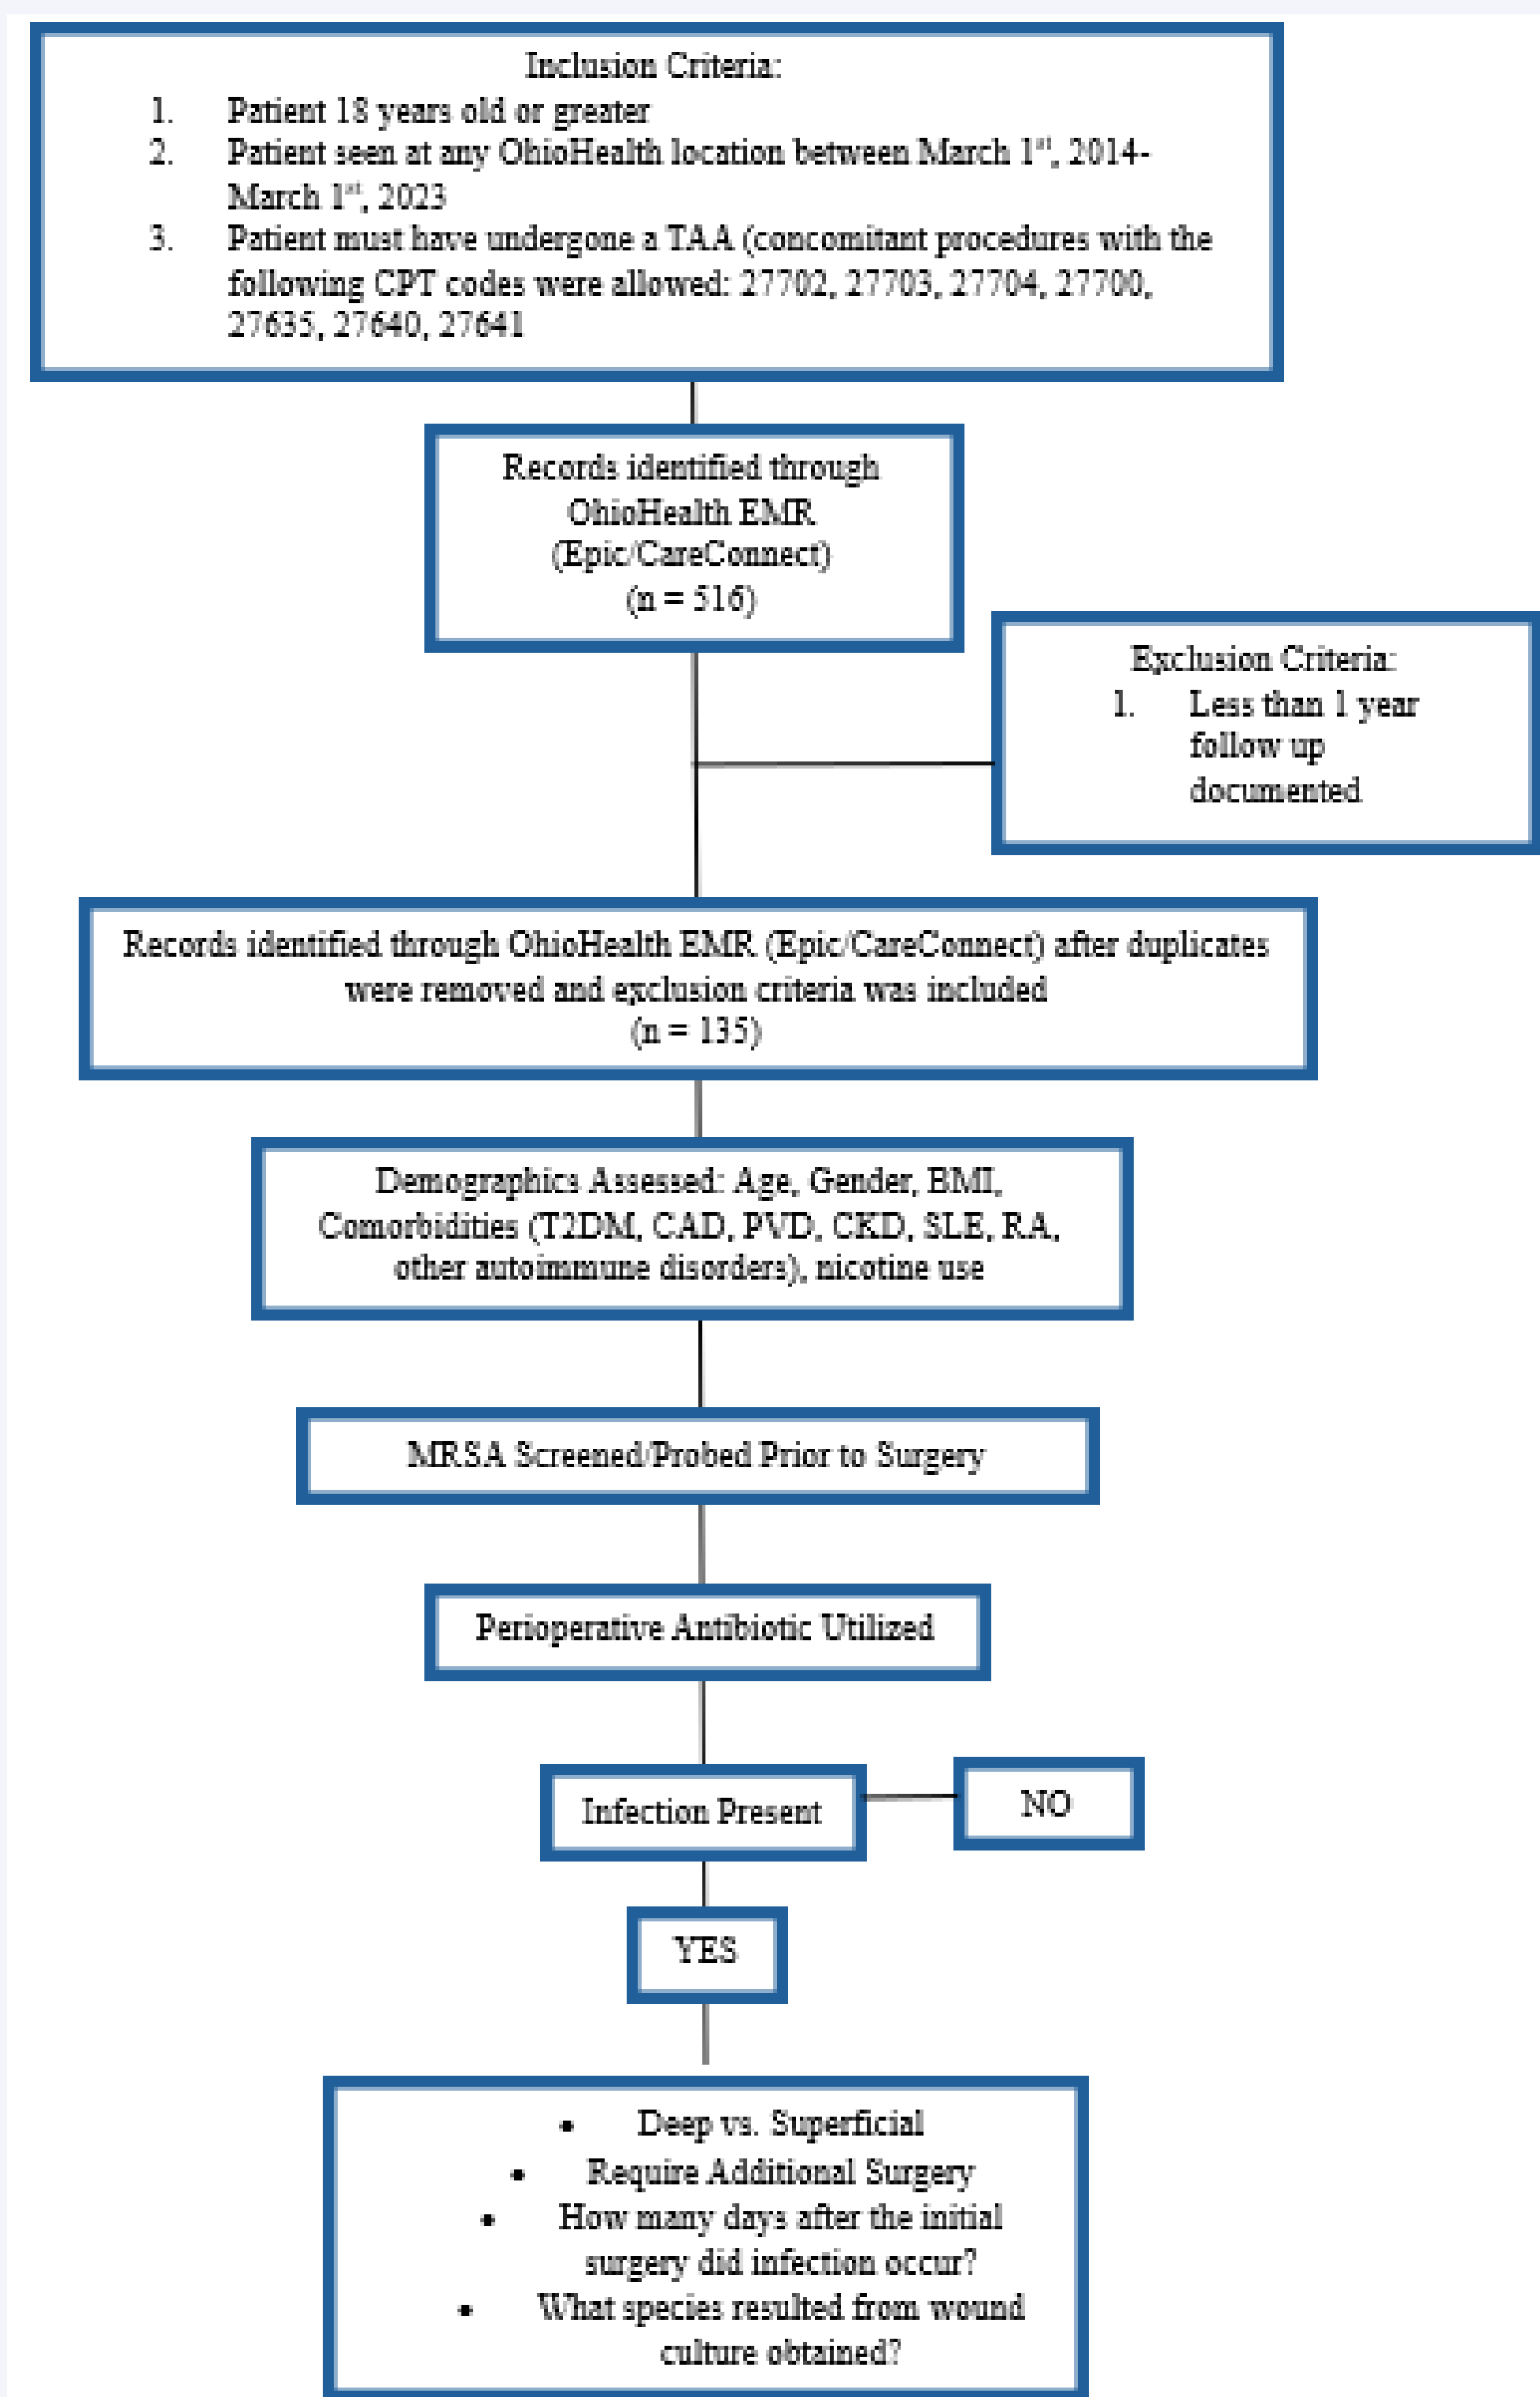 Inclusion Criteria:
1. Patient 18 years old or greater
2. Patient seen at any OhioHealth location between March 1st, 2014-
March 1st, 2023
3. Patient must have undergone a TAA (concomitant procedures with the
following CPT codes were allowed: 27702, 27703, 27704, 27700,
27635, 27640, 27641
Records identified through
OhioHealth EMR
(Epic/CareConnect)
(n = 516)
Exclusion Criteria:
1. Less than 1 year
follow up
documented
Records identified through OhioHealth EMR (Epic/CareConnect) after duplicates
were removed and exclusion criteria was included
(n = 135)
Demographics Assessed: Age, Gender, BMI,
Comorbidities (T2DM, CAD, PVD, CKD, SLE, RA,
other autoimmune disorders), nicotine use
MRSA Screened/Probed Prior to Surgery
Perioperative Antibiotic Utilized
Infection Present
NO
YES
• Deep vs. Superficial
• Require Additional Surgery
• How many days after the initial
surgery did infection occur?
• What species resulted from wound
culture obtained?